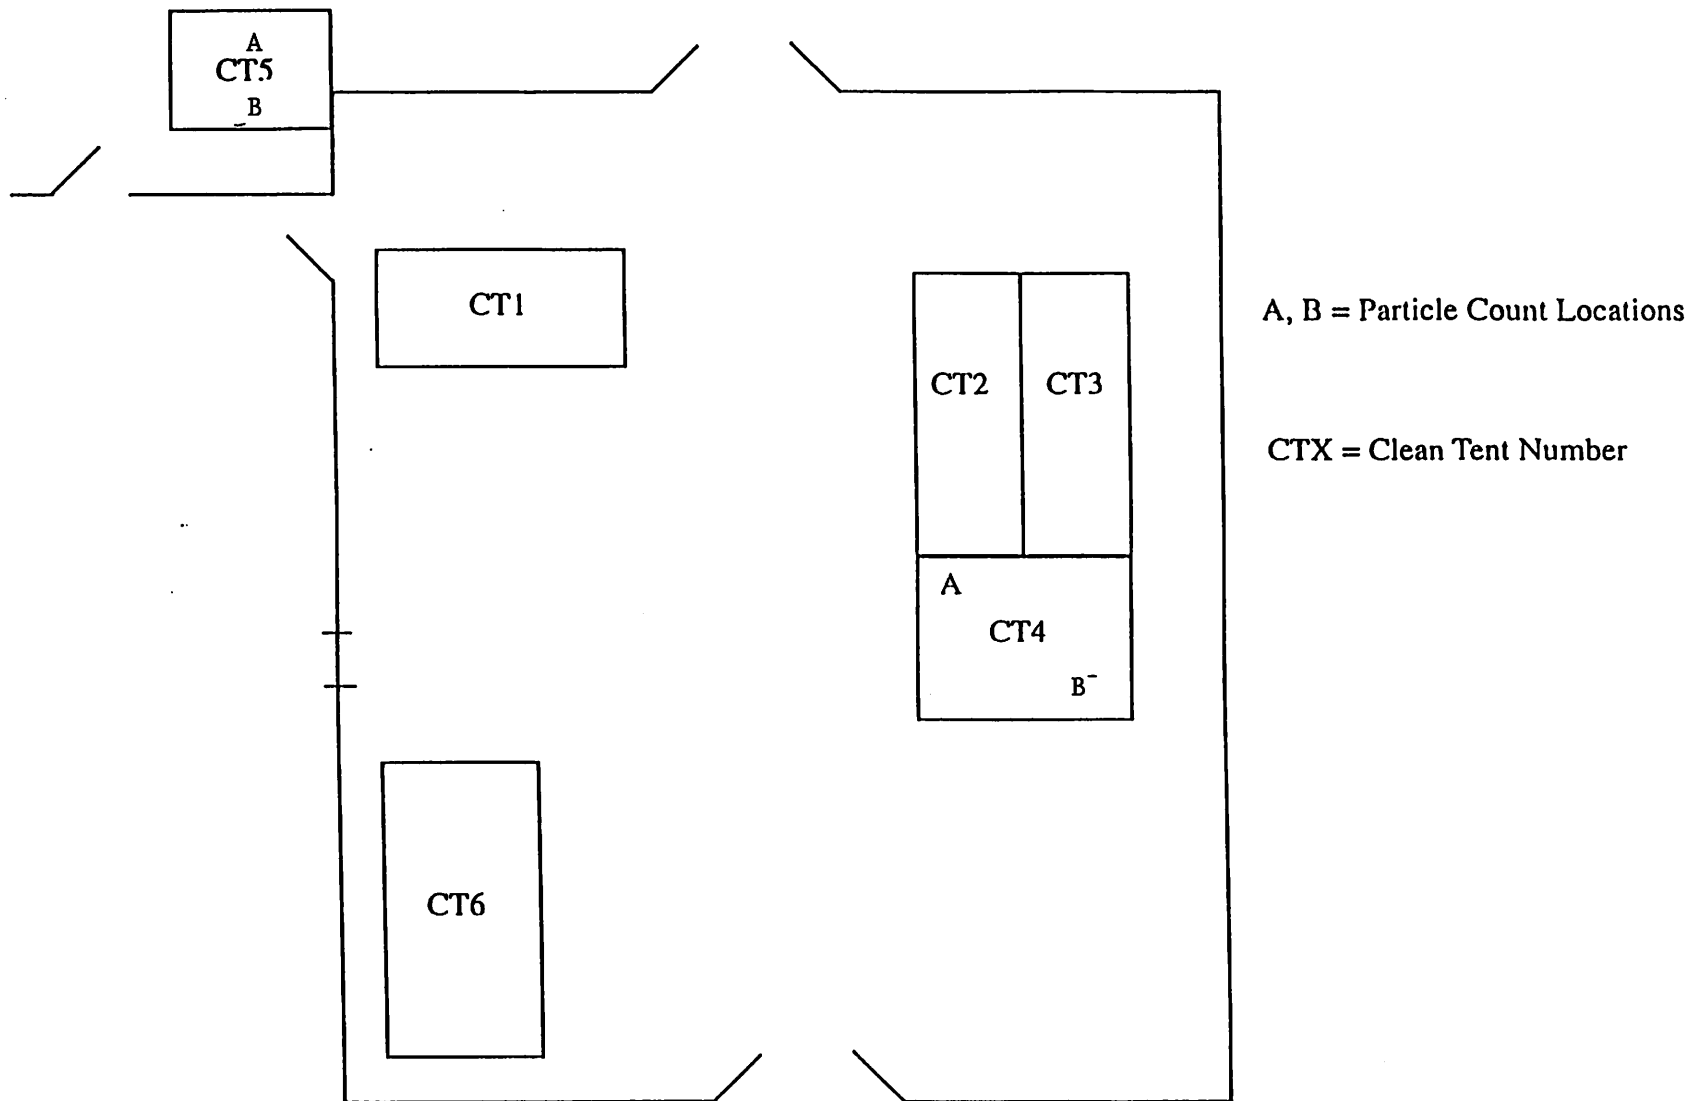 A
CT5
B
CT1
A, B = Particle Count Locations
CT2 CT3
CTX = Clean Tent Number
A
CT4
B
CT6